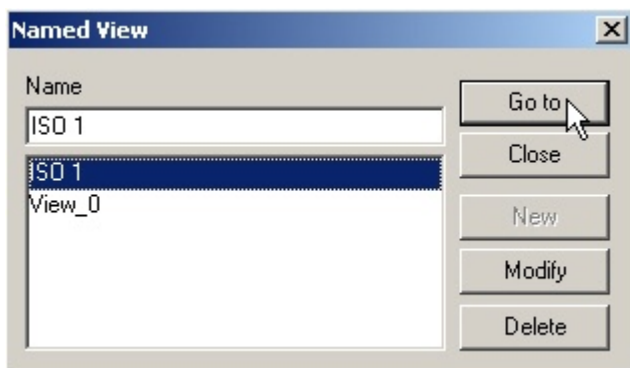 Named View
Name
ISO 1
ISO 1
View_0
Go to
Close
New
Modify
Delete